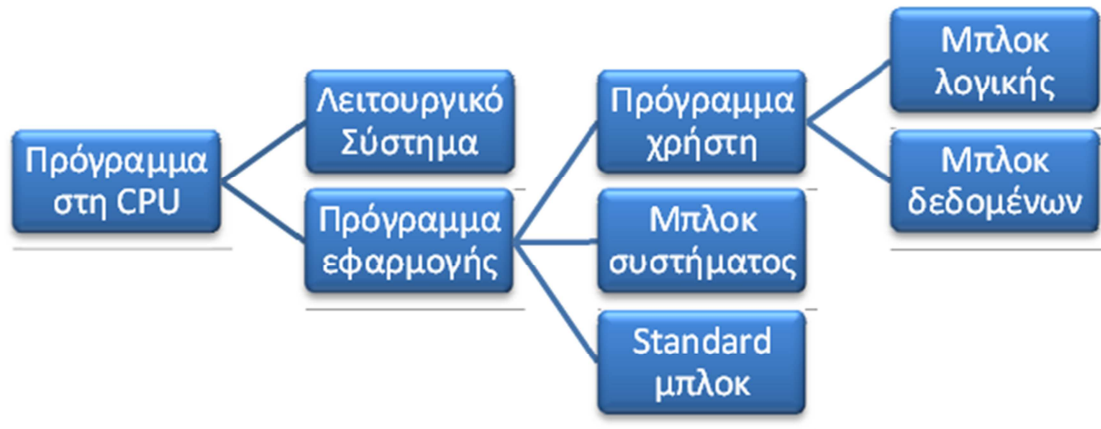 Πρόγραμμα
στη CPU
Λειτουργικό
Σύστημα
Πρόγραμμα
εφαρμογής
Πρόγραμμα
χρήστη
Μπλοκ
συστήματος
Standard
μπλοκ
Μπλοκ
λογικής
Μπλοκ
δεδομένων